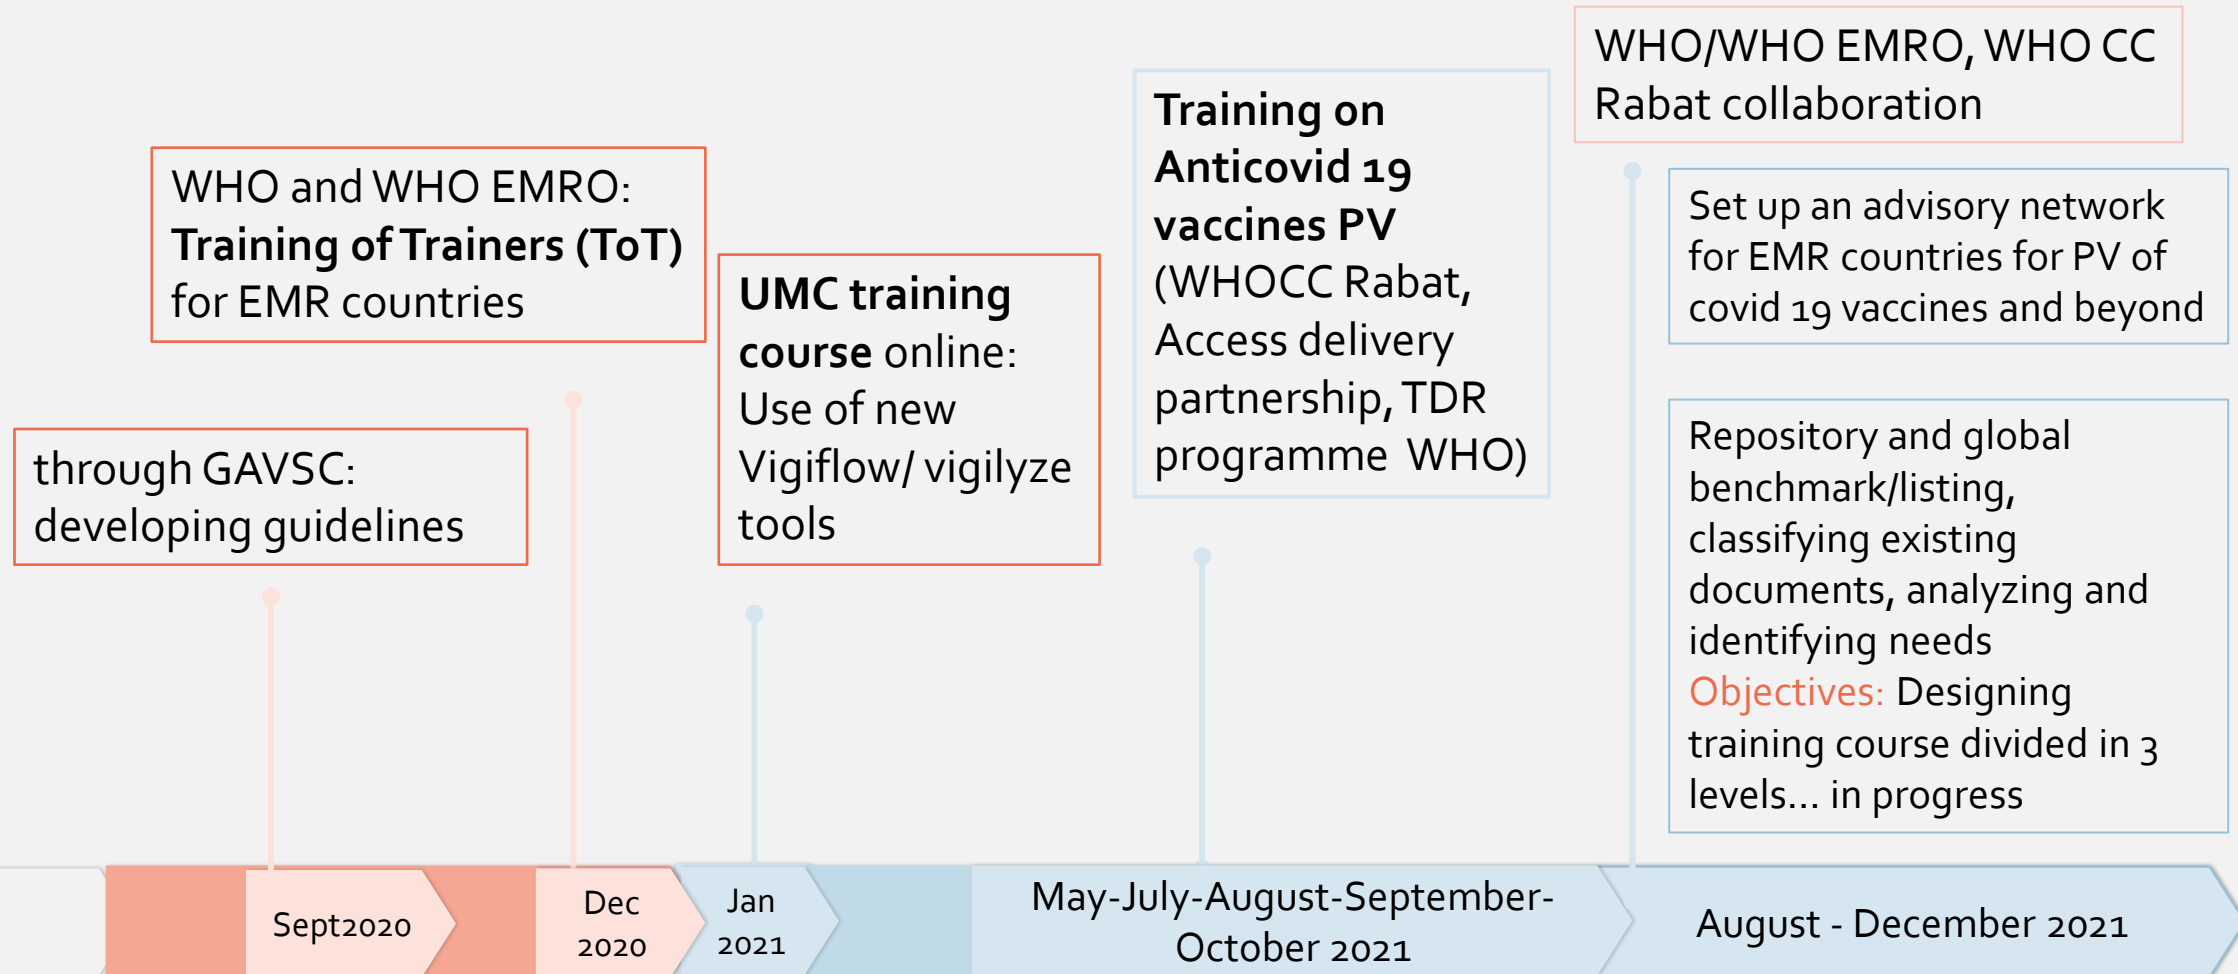 through GAVSC:
developing guidelines
WHO and WHO EMRO:
Training of Trainers (ToT)
for EMR countries
UMC training
course online:
Use of new
Vigiflow/ vigilyze
tools
Training on
Anticovid 19
vaccines PV
(WHOCC Rabat,
Access delivery
partnership, TDR
programme WHO)
WHO/WHO EMRO, WHO CC
Rabat collaboration
Set up an advisory network
for EMR countries for PV of
covid 19 vaccines and beyond
Repository and global
benchmark/listing,
classifying existing
documents, analyzing and
identifying needs
Objectives: Designing
training course divided in 3
levels... in progress
Sept2020
Dec
2020
Jan
2021
May-July-August-September-
October 2021
August - December 2021